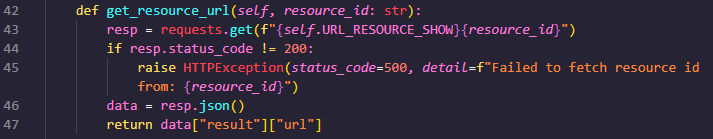 42 def get_resource_url(self, resource_id: str):
43 resp = requests.get(f"{self.URL_RESOURCE_SHOW}{resource_id}")
44 if resp.status_code != 200:
45 raise HTTPException(status_code=500, detail=f"Failed to fetch resource id
from: {resource_id}")
46 data = resp.json()
47 return data["result"]["url"]